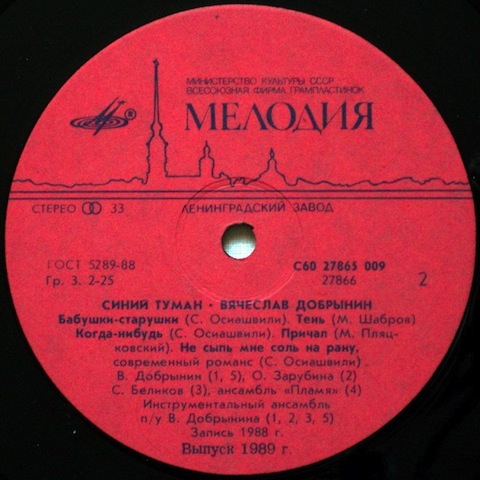 МИНИСТЕРСТВО КУЛЬТУРЫ СССР
ВСЕСОЮЗНАЯ ФИРМА ГРАМПЛАСТИНОК
МЕЛОДИЯ
®
СТЕРЕО 33
ЛЕНИНГРАДСКИЙ ЗАВОД
ГОСТ 5289-88
Гр. 3. 2-25
С60 27865 009
27866
2
СИНИЙ ТУМАН · ВЯЧЕСЛАВ ДОБРЫНИН
Бабушки-старушки (С. Осиашвили). Тень (М. Шабров)
Когда-нибудь (С. Осиашвили). Причал (М. Пляц-
ковский). Не сыпь мне соль на рану,
современный романс (С. Осиашвили)
В. Добрынин (1, 5), О. Зарубина (2)
С. Беликов (3), ансамбль «Пламя» (4)
Инструментальный ансамбль
п/у В. Добрынина (1, 2, 3, 5)
Запись 1988 г.
Выпуск 1989 г.